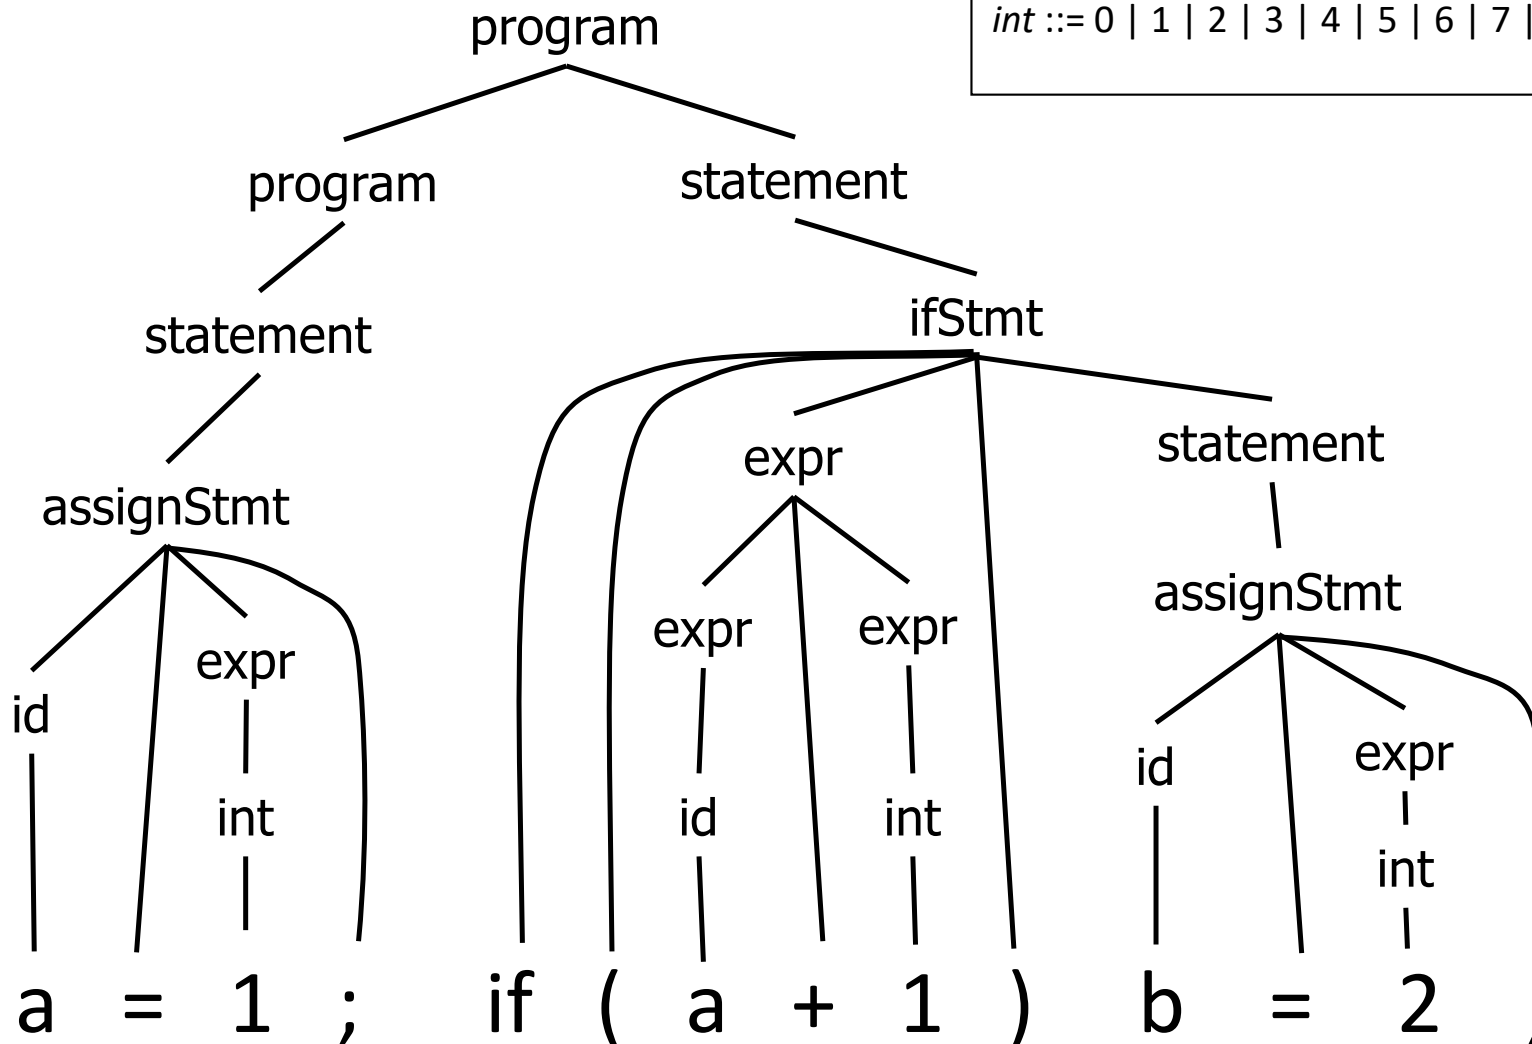 program
int ::= 0 | 1 | 2 | 3 | 4 | 5 | 6 | 7 |
program statement
statement ifStmt
expr statement
assignStmt
assignStmt
expr expr
expr
id
id expr
int id int
int
a = 1 ; if ( a + 1 ) b = 2